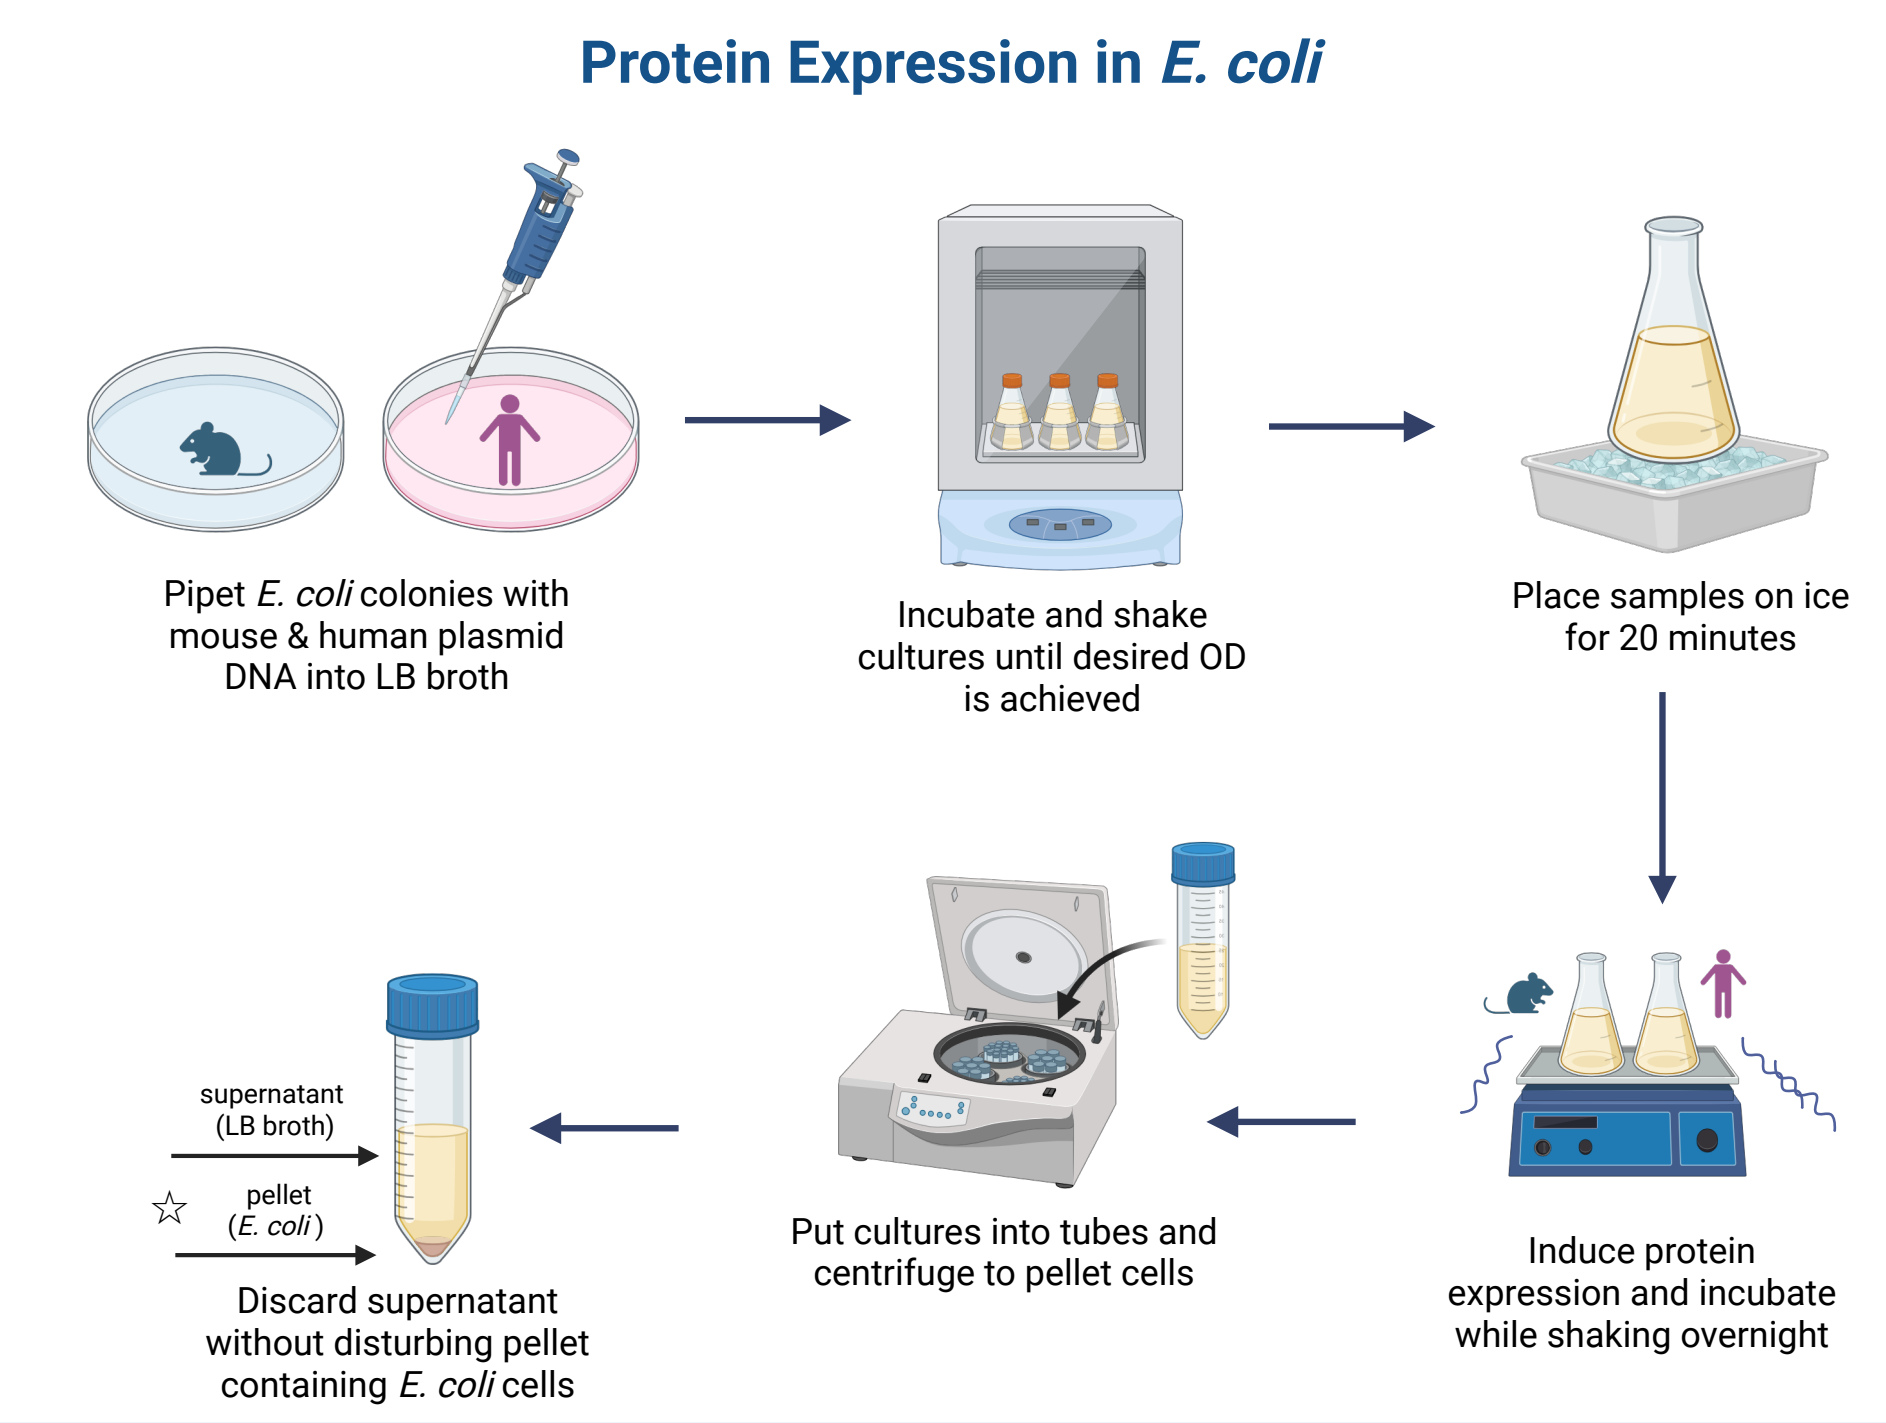 Protein Expression in E. coli
Pipet E. coli colonies with
mouse & human plasmid
DNA into LB broth
Incubate and shake
cultures until desired OD
is achieved
Place samples on ice
for 20 minutes
Induce protein
expression and incubate
while shaking overnight
Put cultures into tubes and
centrifuge to pellet cells
supernatant
(LB broth)
pellet
(E. coli)
Discard supernatant
without disturbing pellet
containing E. coli cells